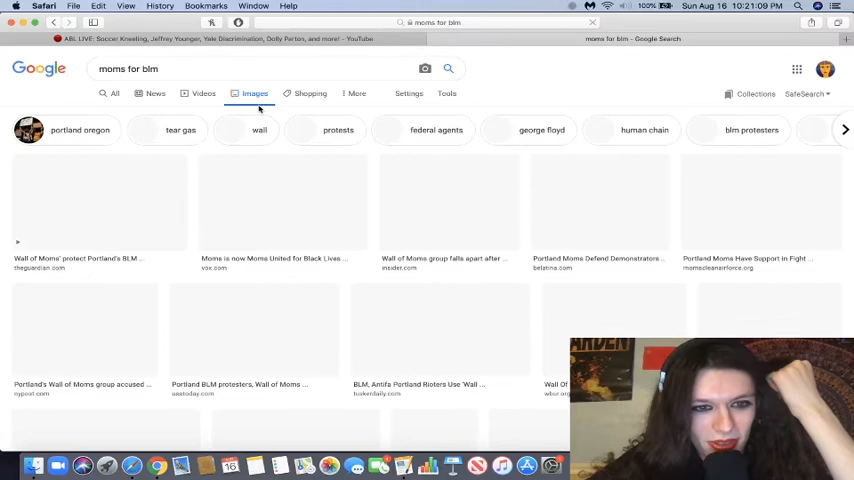 Safari File Edit View History Bookmarks Window Help
100% Sun Aug 16 10:21:09 PM
moms for blm
ABL LIVE: Soccer Kneeling, Jeffrey Younger, Yale Discrimination, Dolly Parton, and more! - YouTube
moms for blm - Google Search
Google
moms for blm
All News Videos Images Shopping More Settings Tools
Collections SafeSearch
portland oregon tear gas wall protests federal agents george floyd human chain blm protesters
Wall of Moms' protect Portland's BLM ...
theguardian.com
Moms is now Moms United for Black Lives ...
vox.com
Wall of Moms group falls apart after ...
insider.com
Portland Moms Defend Demonstrators ...
belatina.com
Portland Moms Have Support in Fight ...
momscleanairforce.org
Portland's Wall of Moms group accused ...
nypost.com
Portland BLM protesters, Wall of Moms ...
usatoday.com
BLM, Antifa Portland Rioters Use 'Wall ...
tuskerdaily.com
Wall Of
wbur.org
ARDEN
16